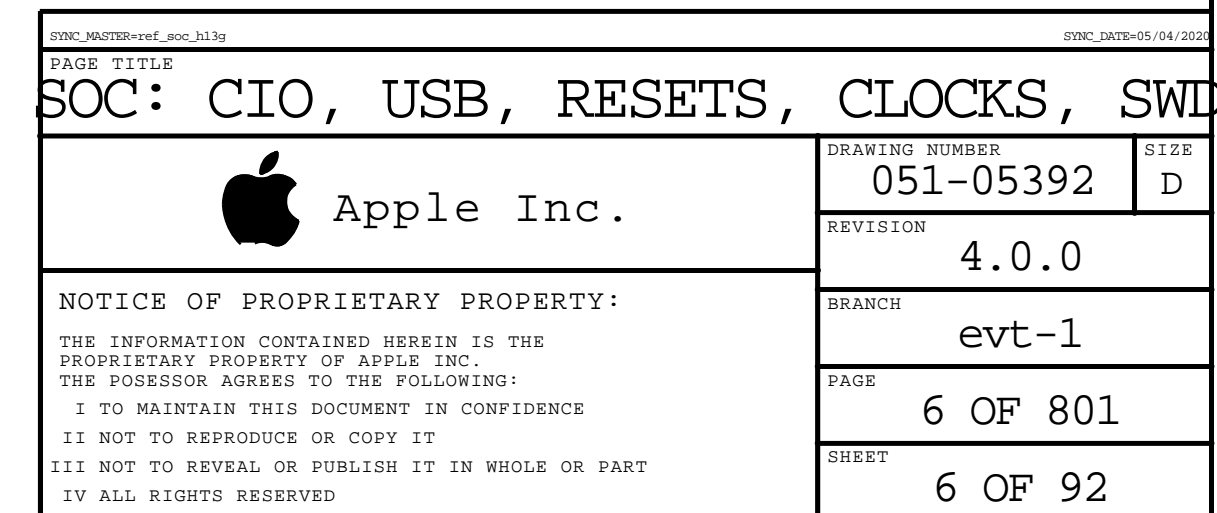 SYNC_MASTER=ref_soc_h13g
SYNC_DATE=05/04/2020
PAGE TITLE
SOC: CIO, USB, RESETS, CLOCKS, SWD
Apple Inc.
DRAWING NUMBER
051-05392
SIZE
D
REVISION
4.0.0
NOTICE OF PROPRIETARY PROPERTY:
THE INFORMATION CONTAINED HEREIN IS THE
PROPRIETARY PROPERTY OF APPLE INC.
THE POSESSOR AGREES TO THE FOLLOWING:
I TO MAINTAIN THIS DOCUMENT IN CONFIDENCE
II NOT TO REPRODUCE OR COPY IT
III NOT TO REVEAL OR PUBLISH IT IN WHOLE OR PART
IV ALL RIGHTS RESERVED
BRANCH
evt-1
PAGE
6 OF 801
SHEET
6 OF 92